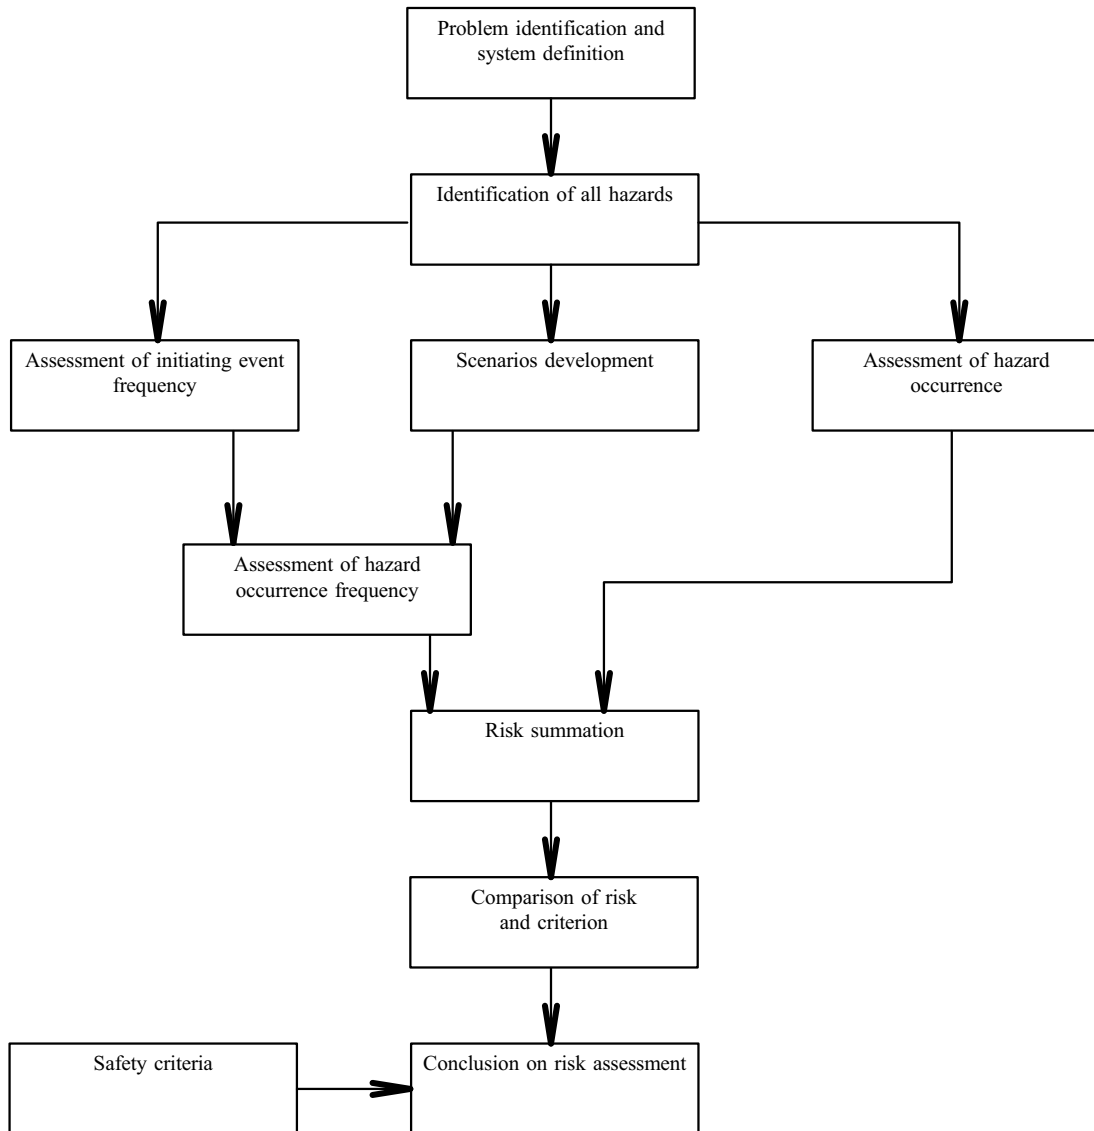 Problem identification and
system definition
Identification of all hazards
Assessment of initiating event
frequency
Scenarios development
Assessment of hazard
occurrence
Assessment of hazard
occurrence frequency
Risk summation
Comparison of risk
and criterion
Safety criteria
Conclusion on risk assessment